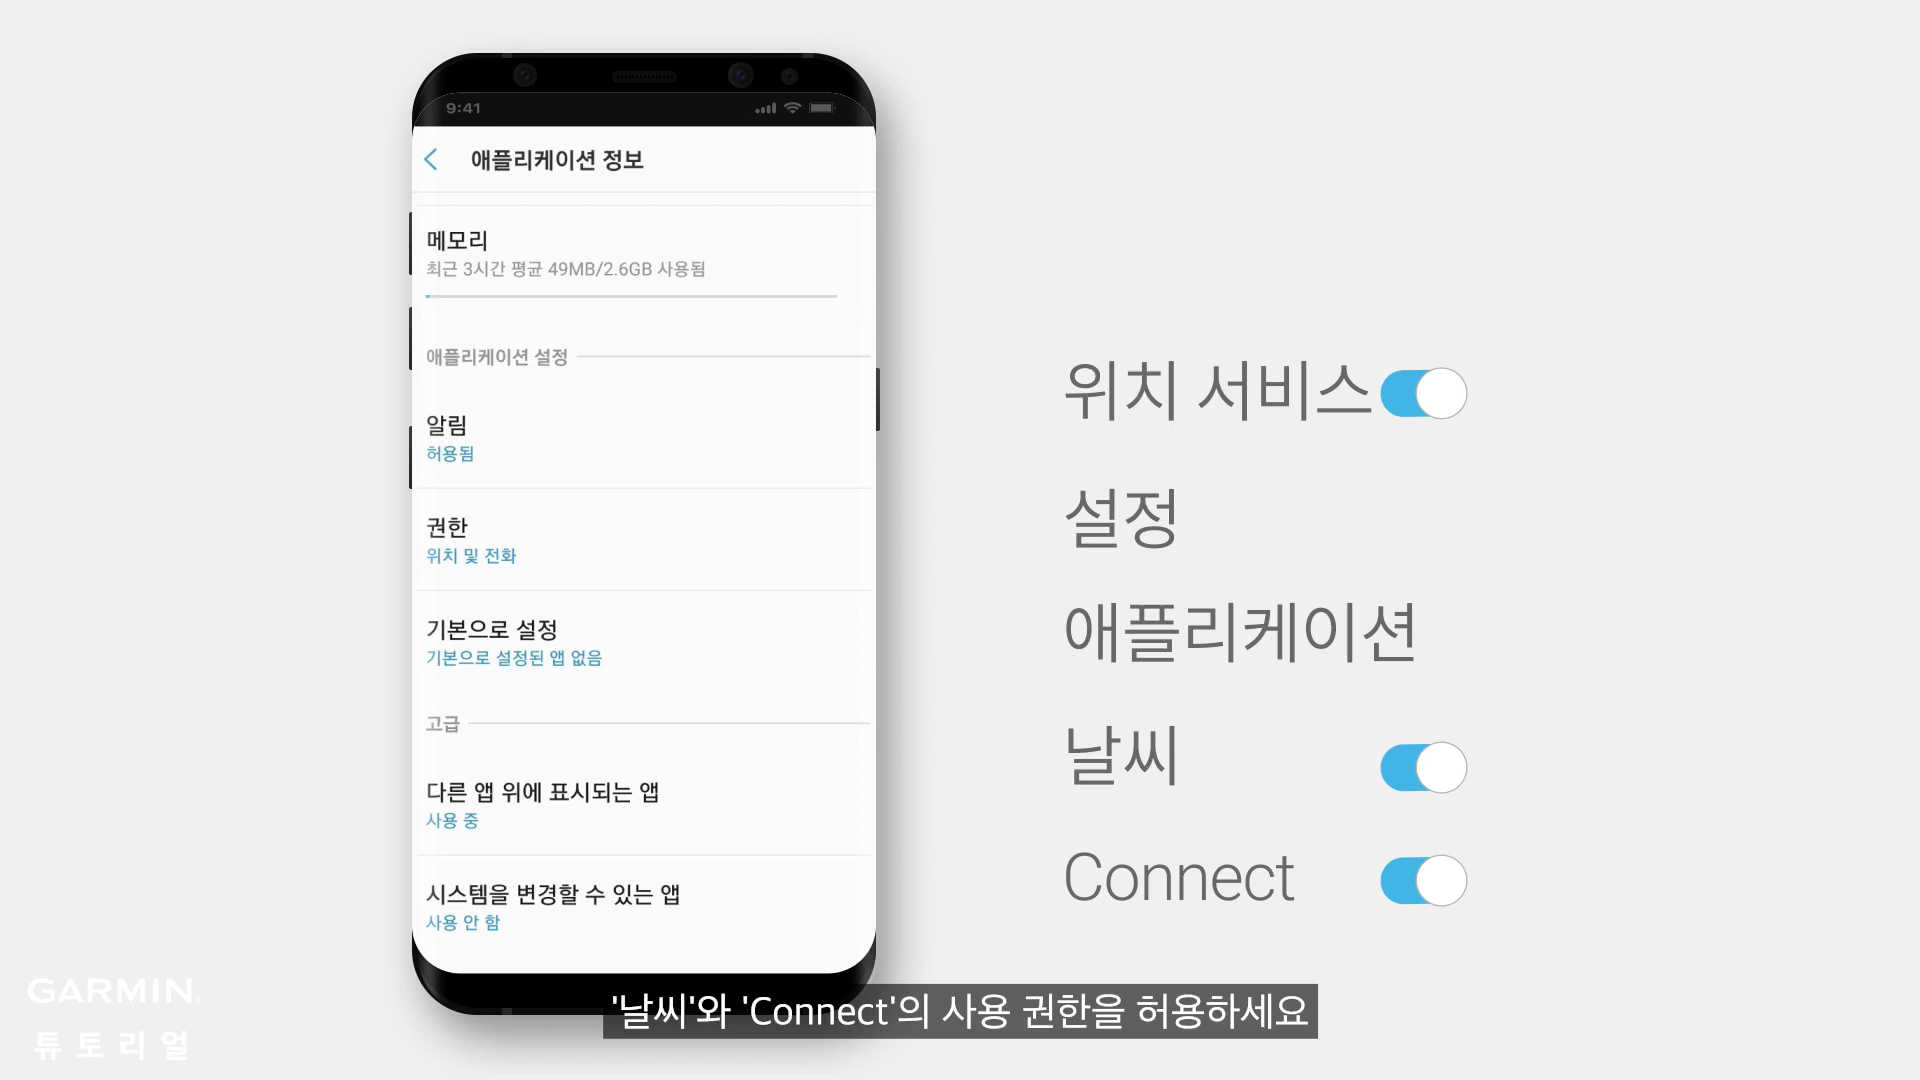 9:41
애플리케이션 정보
메모리
최근 3시간 평균 49MB/2.6GB 사용됨
애플리케이션 설정
알림
허용됨
권한
위치 및 전화
기본으로 설정
기본으로 설정된 앱 없음
고급
다른 앱 위에 표시되는 앱
사용 중
시스템을 변경할 수 있는 앱
사용 안 함
위치 서비스
설정
애플리케이션
날씨
Connect
'날씨'와 'Connect'의 사용 권한을 허용하세요
GARMIN
튜토리얼